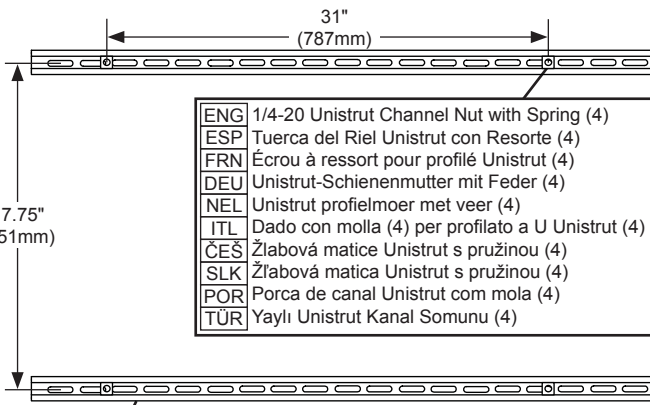 31"
(787mm)
ENG 1/4-20 Unistrut Channel Nut with Spring (4)
ESP Tuerca del Riel Unistrut con Resorte (4)
FRN Écrou à ressort pour profilé Unistrut (4)
DEU Unistrut-Schienenmutter mit Feder (4)
NEL Unistrut profielmoer met veer (4)
ITL Dado con molla (4) per profilato a U Unistrut (4)
ČEŠ Žlabová matice Unistrut s pružinou (4)
SLK Žľabová matica Unistrut s pružinou (4)
POR Porca de canal Unistrut com mola (4)
TÜR Yaylı Unistrut Kanal Somunu (4)
7.75"
51mm)